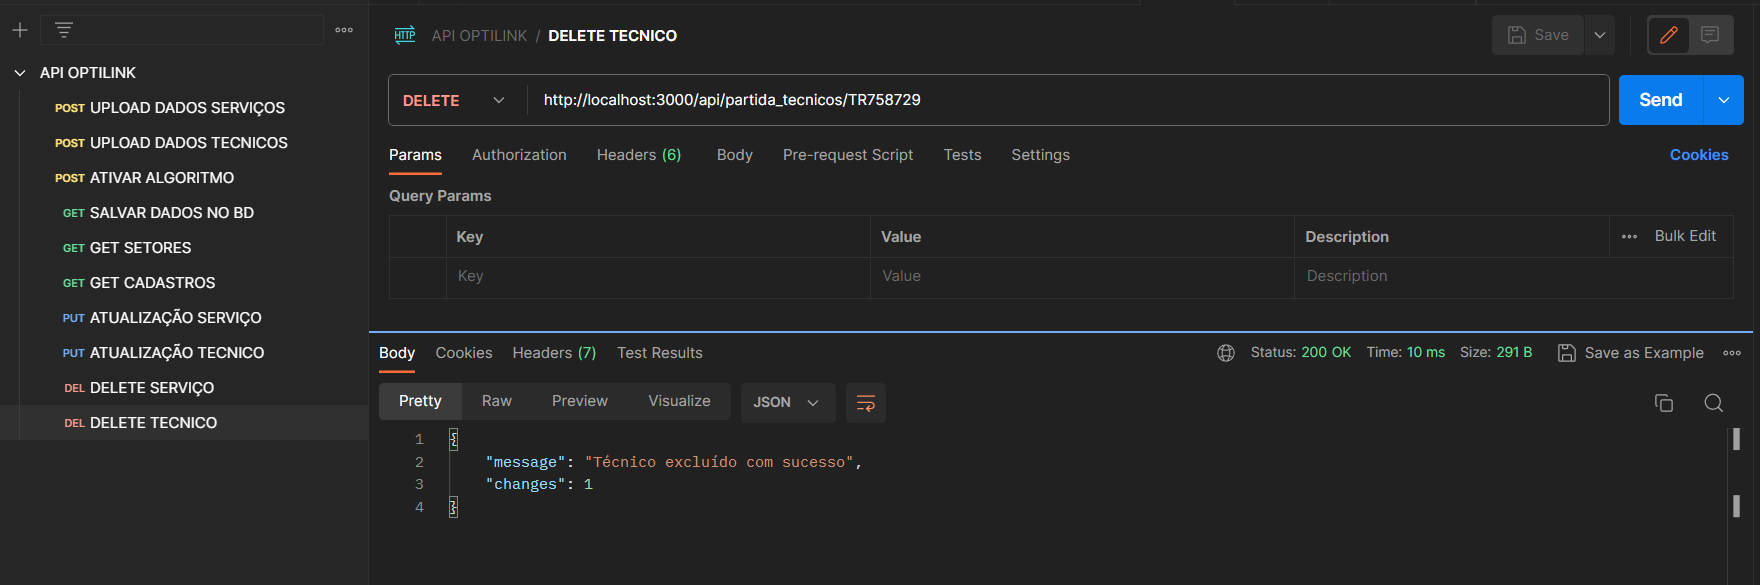 API OPTILINK
POST UPLOAD DADOS SERVIÇOS
POST UPLOAD DADOS TECNICOS
POST ATIVAR ALGORITMO
GET SALVAR DADOS NO BD
GET GET SETORES
GET GET CADASTROS
PUT ATUALIZAÇÃO SERVIÇO
PUT ATUALIZAÇÃO TECNICO
DEL DELETE SERVIÇO
DEL DELETE TECNICO
HTTP API OPTILINK / DELETE TECNICO
Save
DELETE http://localhost:3000/api/partida_tecnicos/TR758729
Send
Params Authorization Headers (6) Body Pre-request Script Tests Settings Cookies
Query Params
Key Value Description Bulk Edit
Key Value Description
Body Cookies Headers (7) Test Results Status: 200 OK Time: 10 ms Size: 291 B Save as Example
Pretty Raw Preview Visualize JSON
1 {
2 "message": "Técnico excluído com sucesso",
3 "changes": 1
4 }